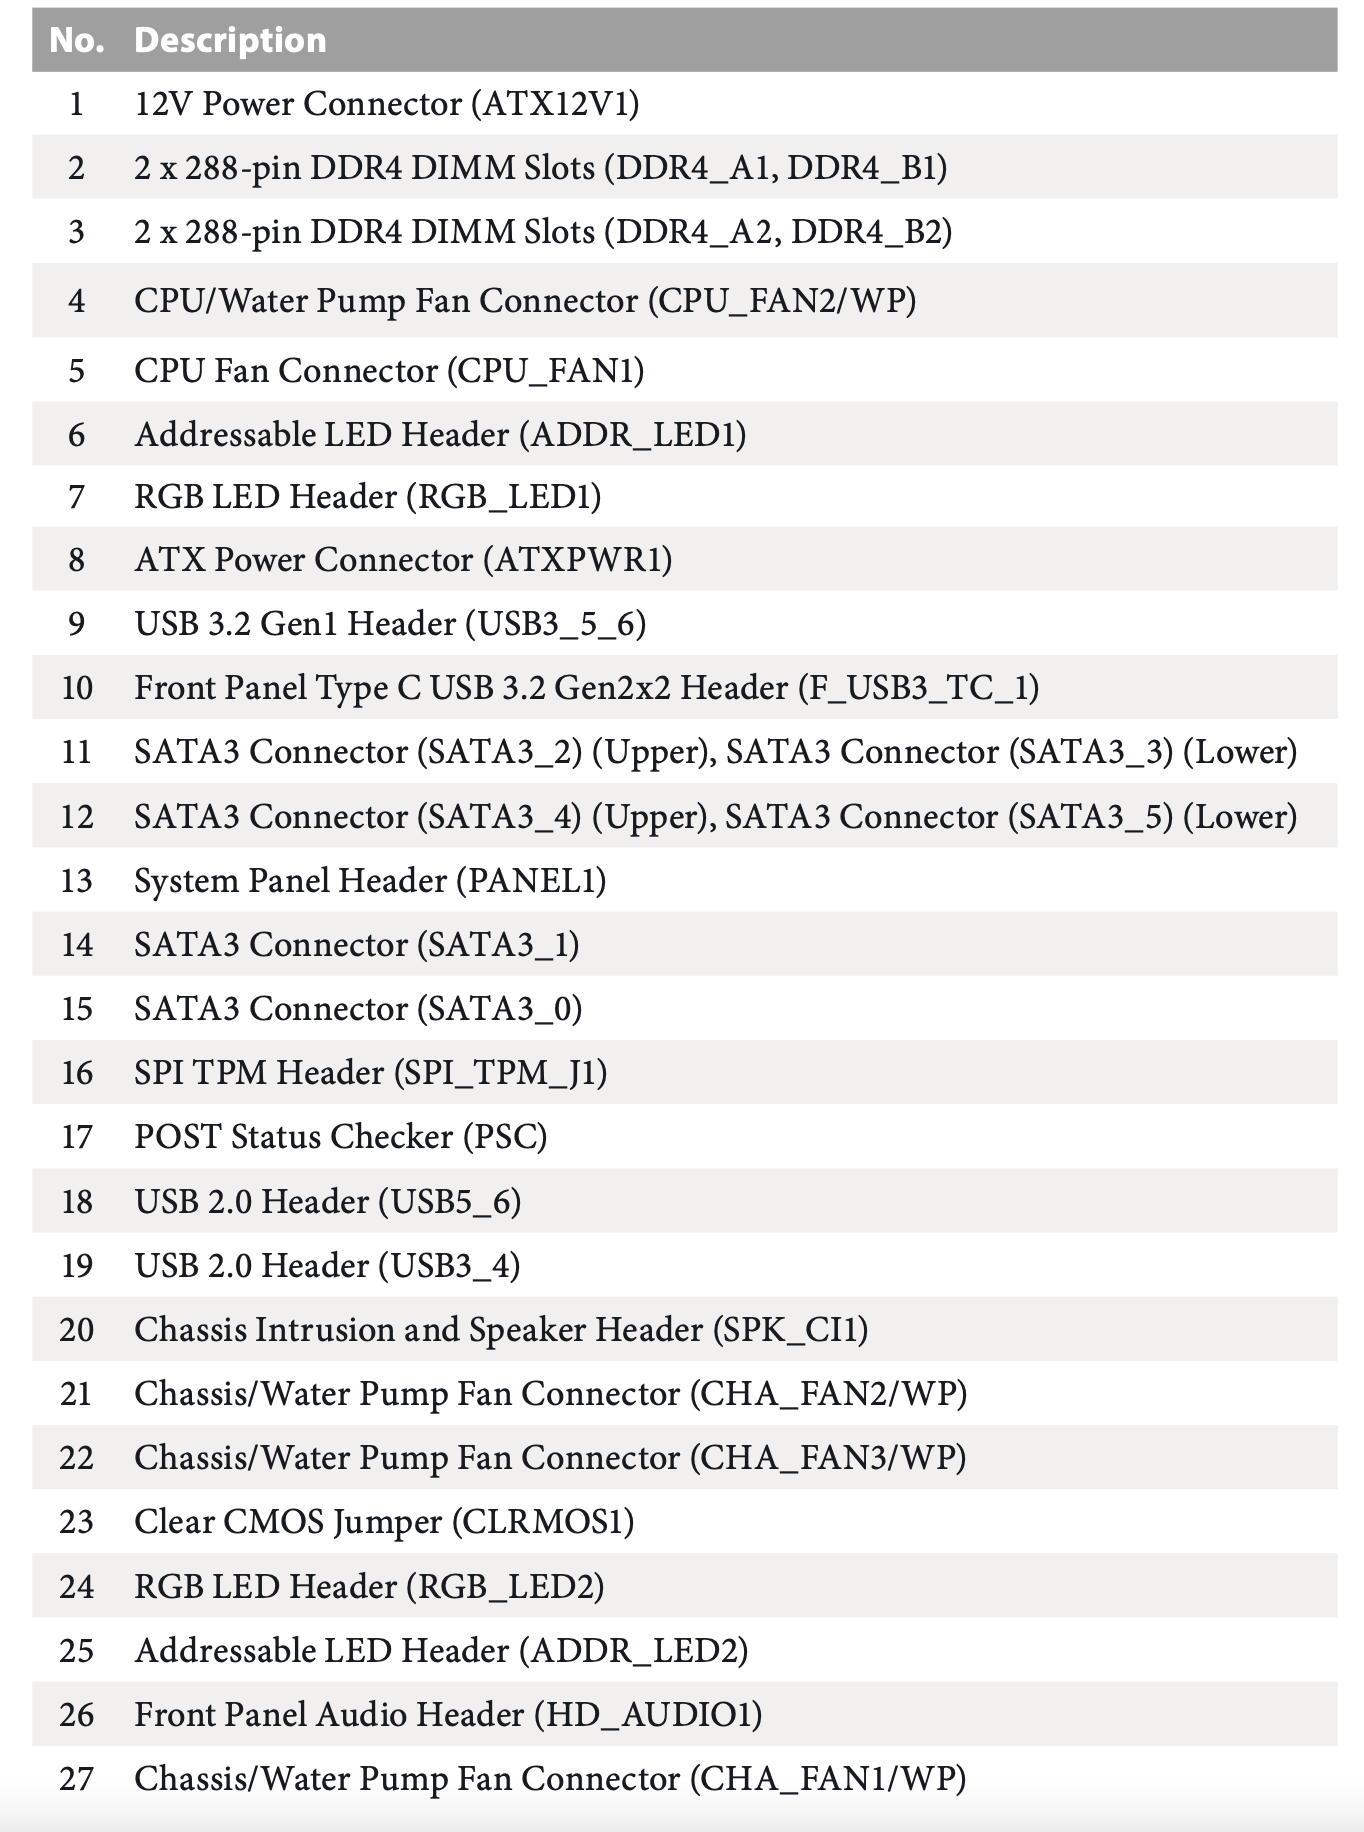 No. Description
1 12V Power Connector (ATX12V1)
2 2 x 288-pin DDR4 DIMM Slots (DDR4_A1, DDR4_B1)
3 2 x 288-pin DDR4 DIMM Slots (DDR4_A2, DDR4_B2)
4 CPU/Water Pump Fan Connector (CPU_FAN2/WP)
5 CPU Fan Connector (CPU_FAN1)
6 Addressable LED Header (ADDR_LED1)
7 RGB LED Header (RGB_LED1)
8 ATX Power Connector (ATXPWR1)
9 USB 3.2 Gen1 Header (USB3_5_6)
10 Front Panel Type C USB 3.2 Gen2x2 Header (F_USB3_TC_1)
11 SATA3 Connector (SATA3_2) (Upper), SATA3 Connector (SATA3_3) (Lower)
12 SATA3 Connector (SATA3_4) (Upper), SATA3 Connector (SATA3_5) (Lower)
13 System Panel Header (PANEL1)
14 SATA3 Connector (SATA3_1)
15 SATA3 Connector (SATA3_0)
16 SPI TPM Header (SPI_TPM_J1)
17 POST Status Checker (PSC)
18 USB 2.0 Header (USB5_6)
19 USB 2.0 Header (USB3_4)
20 Chassis Intrusion and Speaker Header (SPK_CI1)
21 Chassis/Water Pump Fan Connector (CHA_FAN2/WP)
22 Chassis/Water Pump Fan Connector (CHA_FAN3/WP)
23 Clear CMOS Jumper (CLRMOS1)
24 RGB LED Header (RGB_LED2)
25 Addressable LED Header (ADDR_LED2)
26 Front Panel Audio Header (HD_AUDIO1)
27 Chassis/Water Pump Fan Connector (CHA_FAN1/WP)